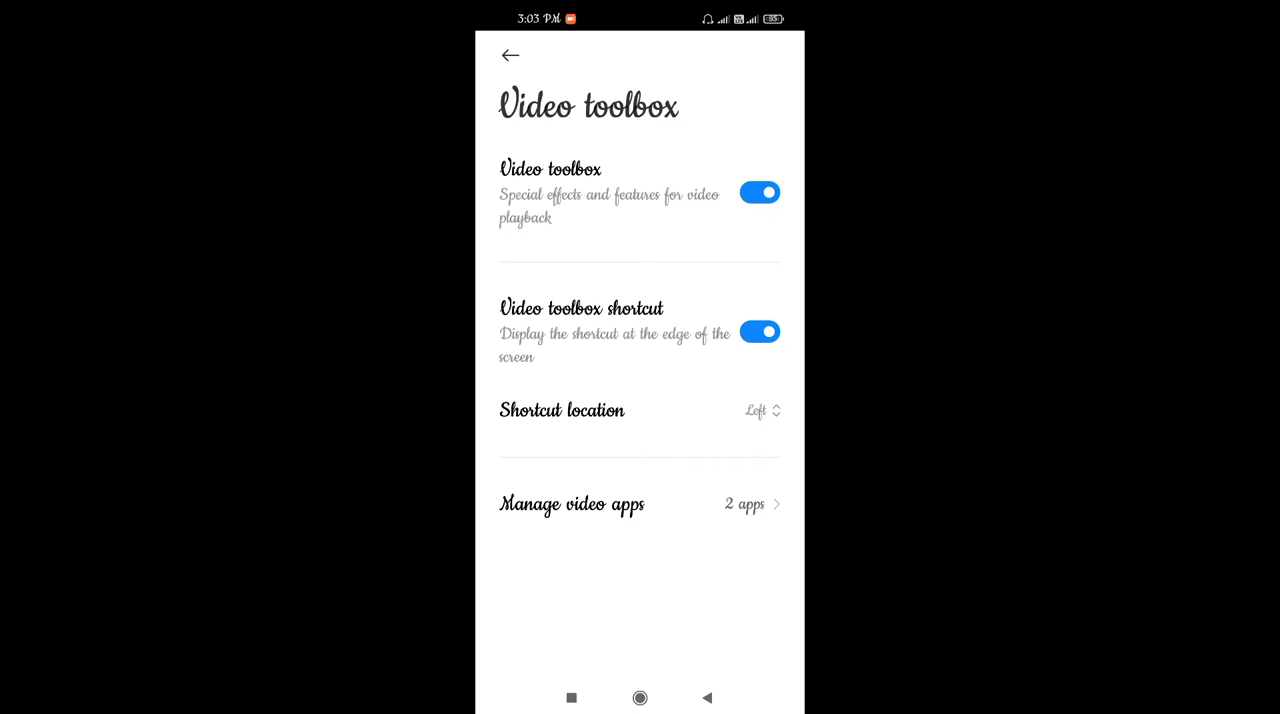 3:03 PM
95
Video toolbox
Video toolbox
Special effects and features for video
playback
Video toolbox shortcut
Display the shortcut at the edge of the
screen
Shortcut location
Left
Manage video apps
2 apps